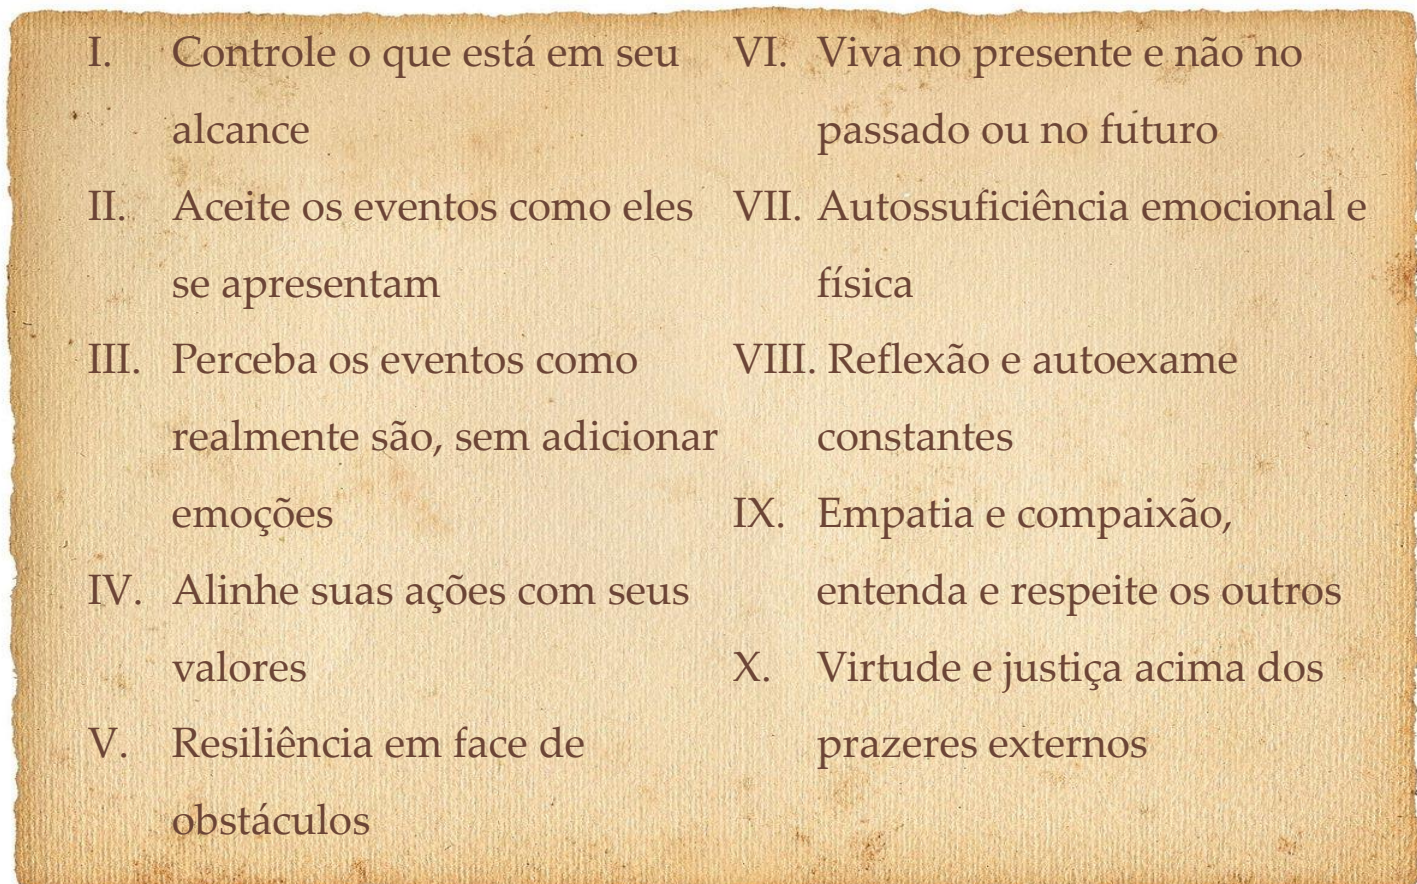 I. Controle o que está em seu
alcance
II. Aceite os eventos como eles
se apresentam
III. Perceba os eventos como
realmente são, sem adicionar
emoções
IV. Alinhe suas ações com seus
valores
V. Resiliência em face de
obstáculos
VI. Viva no presente e não no
passado ou no futuro
VII. Autossuficiência emocional e
física
VIII. Reflexão e autoexame
constantes
IX. Empatia e compaixão,
entenda e respeite os outros
X. Virtude e justiça acima dos
prazeres externos